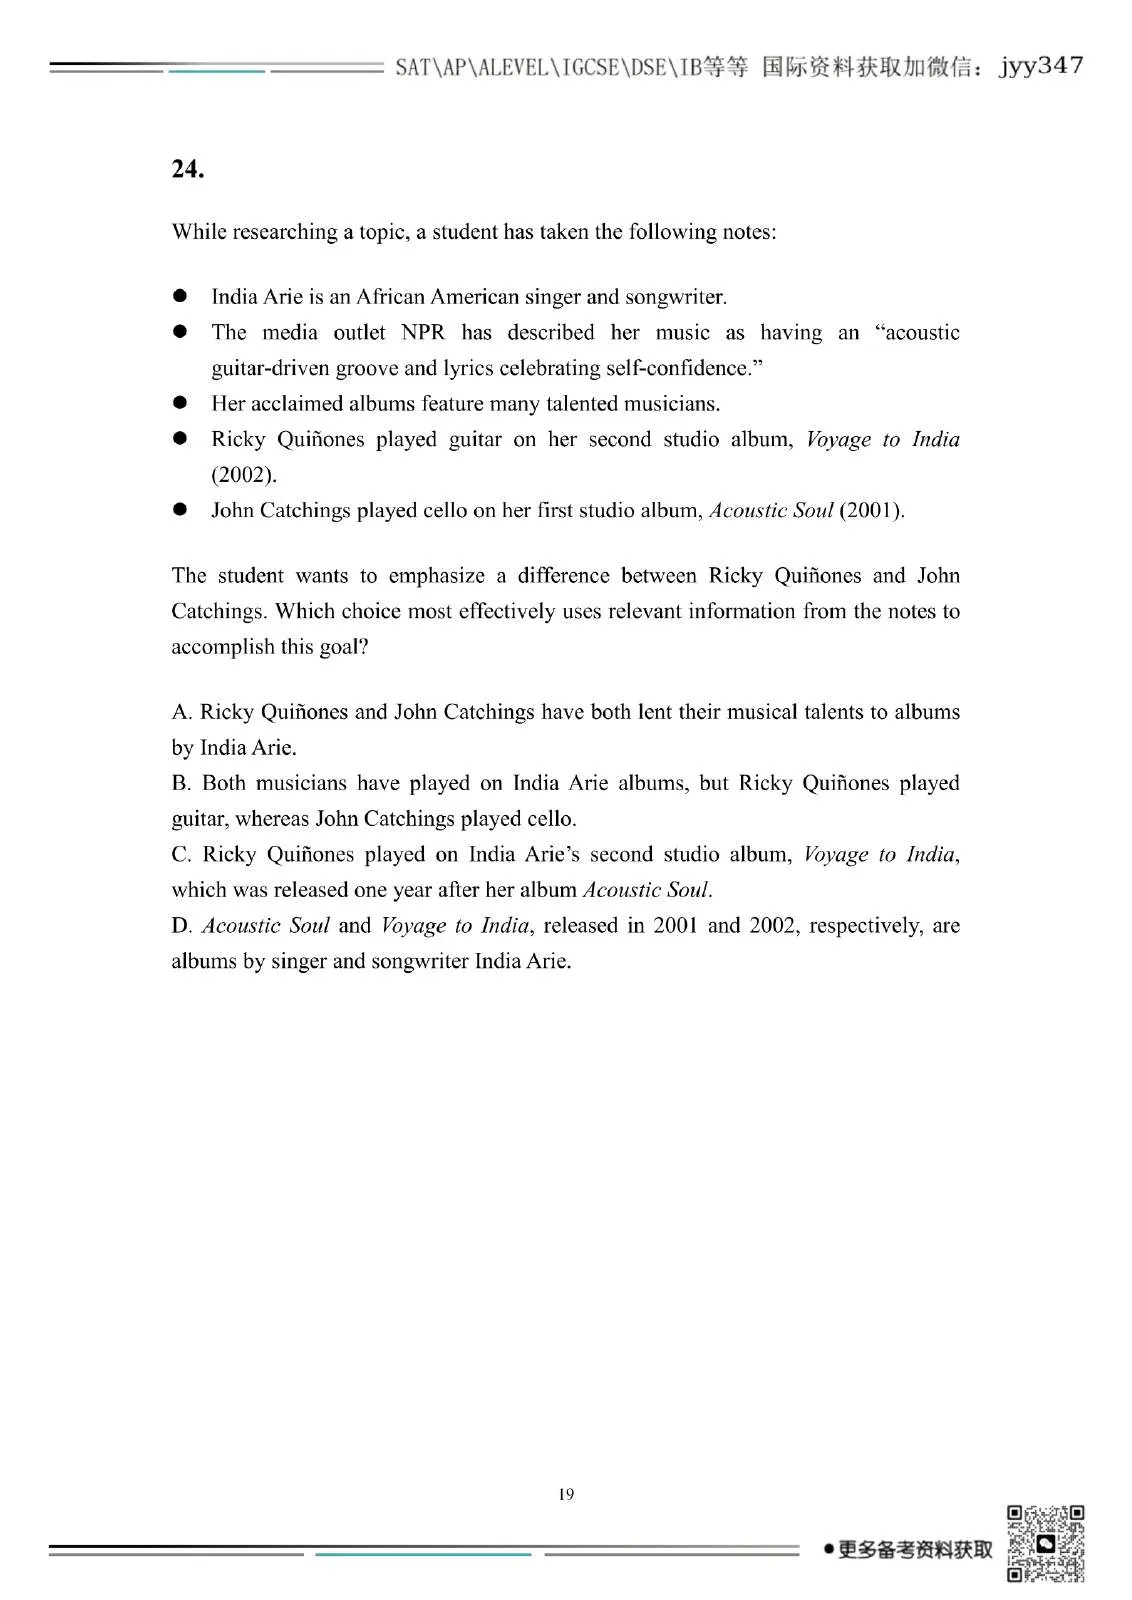 SAT\AP\ALEVEL\IGCSE\DSE\IB等等 国际资料获取加微信：jyy347
24.
While researching a topic, a student has taken the following notes:
● India Arie is an African American singer and songwriter.
● The media outlet NPR has described her music as having an “acoustic
guitar-driven groove and lyrics celebrating self-confidence.”
● Her acclaimed albums feature many talented musicians.
● Ricky Quiñones played guitar on her second studio album, Voyage to India
(2002).
● John Catchings played cello on her first studio album, Acoustic Soul (2001).
The student wants to emphasize a difference between Ricky Quiñones and John
Catchings. Which choice most effectively uses relevant information from the notes to
accomplish this goal?
A. Ricky Quiñones and John Catchings have both lent their musical talents to albums
by India Arie.
B. Both musicians have played on India Arie albums, but Ricky Quiñones played
guitar, whereas John Catchings played cello.
C. Ricky Quiñones played on India Arie’s second studio album, Voyage to India,
which was released one year after her album Acoustic Soul.
D. Acoustic Soul and Voyage to India, released in 2001 and 2002, respectively, are
albums by singer and songwriter India Arie.
19
●更多备考资料获取